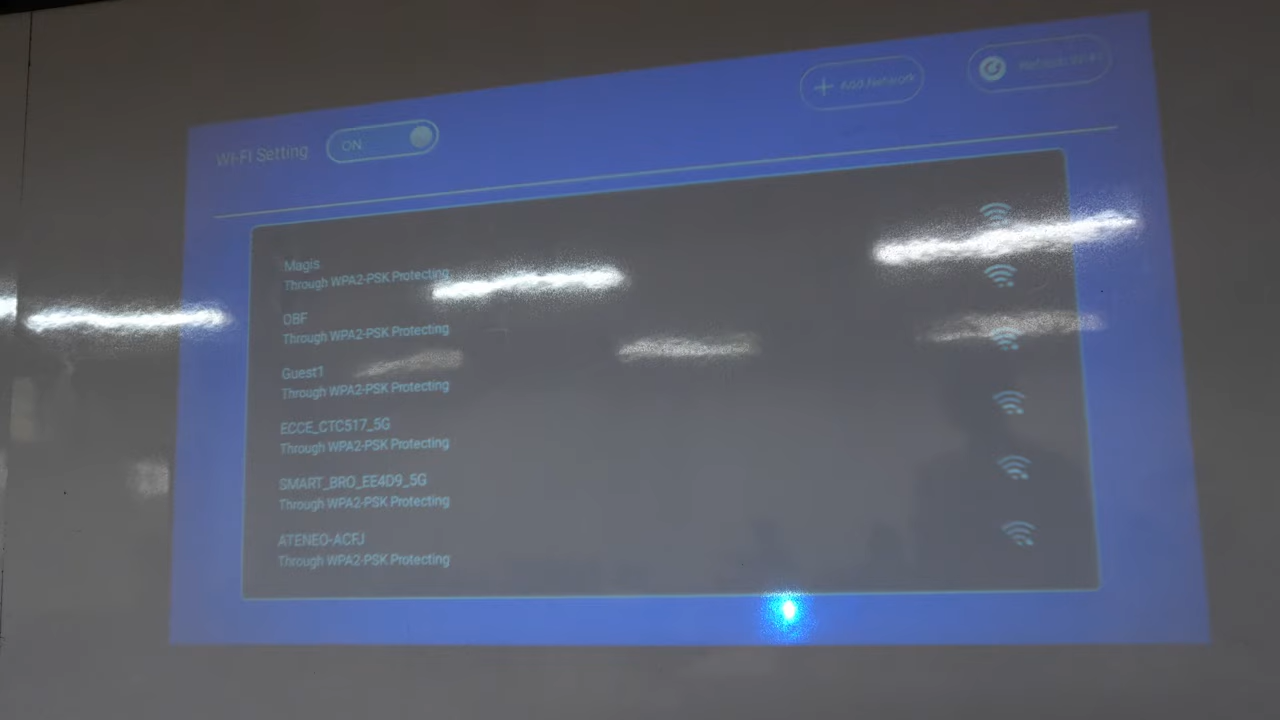 WI-FI Setting
ON
Add Network
Magis
Through WPA2-PSK Protecting
OBF
Through WPA2-PSK Protecting
Guest1
Through WPA2-PSK Protecting
ECCE_CTC517_5G
Through WPA2-PSK Protecting
SMART_BRO_EE4D9_5G
Through WPA2-PSK Protecting
ATENEO-ACFJ
Through WPA2-PSK Protecting